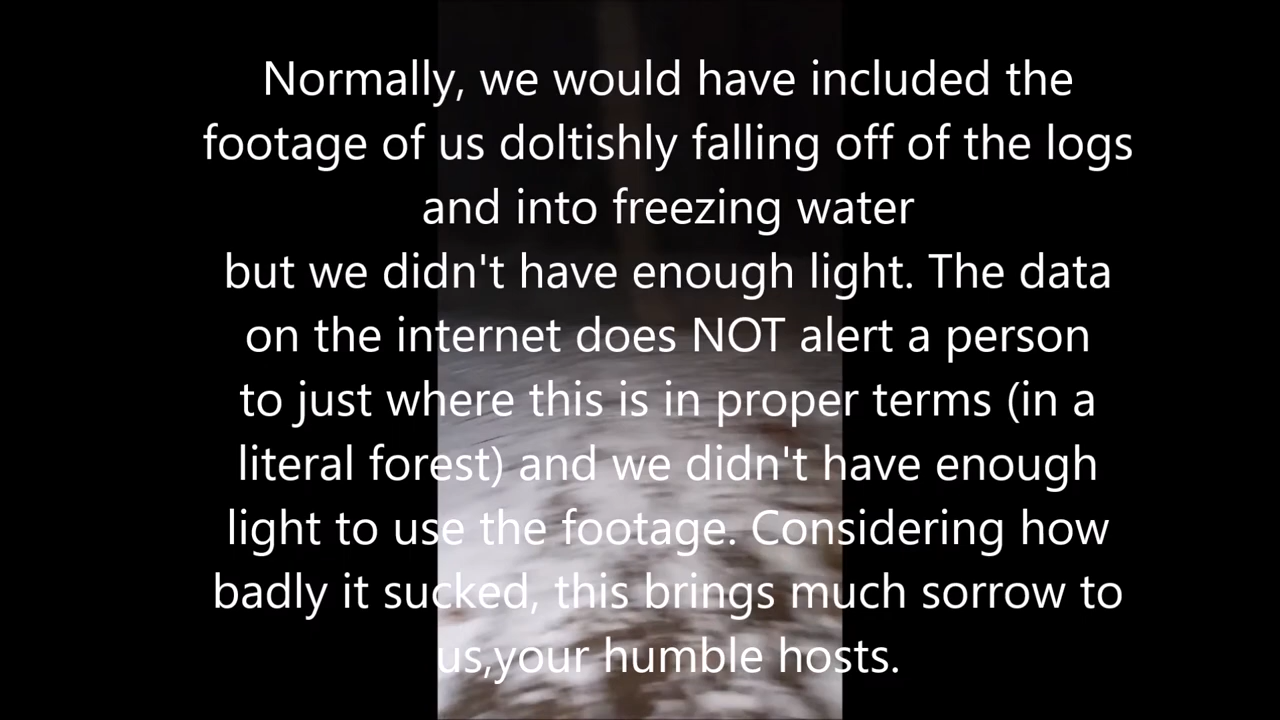 Normally, we would have included the
footage of us doltishly falling off of the logs
and into freezing water
but we didn't have enough light. The data
on the internet does NOT alert a person
to just where this is in proper terms (in a
literal forest) and we didn't have enough
light to use the footage. Considering how
badly it sucked, this brings much sorrow to
us,your humble hosts.